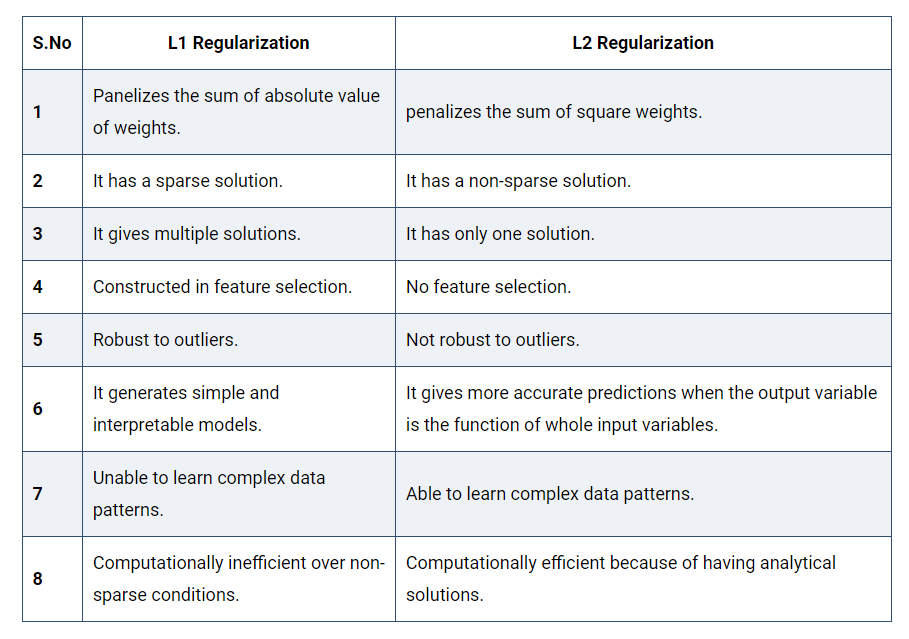 S.No L1 Regularization L2 Regularization
1 Panelizes the sum of absolute value
of weights. penalizes the sum of square weights.
2 It has a sparse solution. It has a non-sparse solution.
3 It gives multiple solutions. It has only one solution.
4 Constructed in feature selection. No feature selection.
5 Robust to outliers. Not robust to outliers.
6 It generates simple and
interpretable models. It gives more accurate predictions when the output variable
is the function of whole input variables.
7 Unable to learn complex data
patterns. Able to learn complex data patterns.
8 Computationally inefficient over non-
sparse conditions. Computationally efficient because of having analytical
solutions.